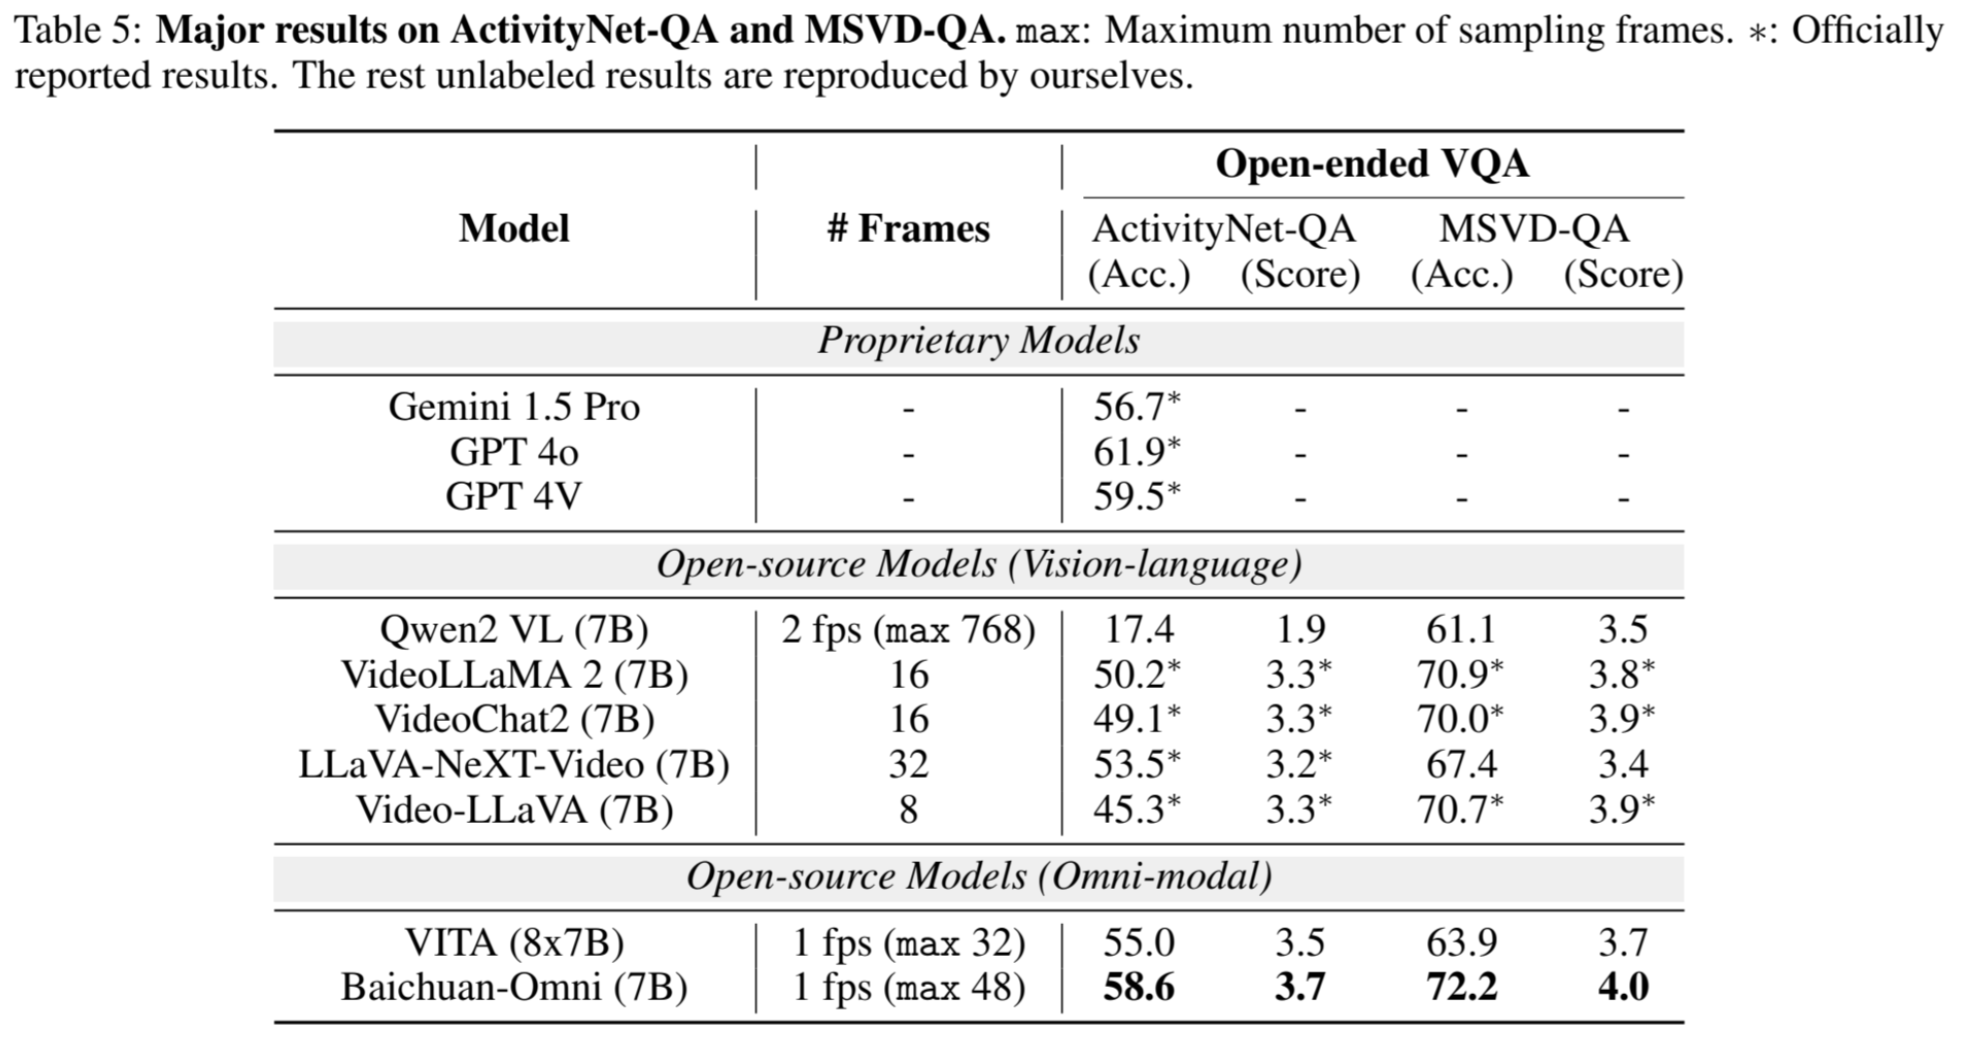 Table 5: Major results on ActivityNet-QA and MSVD-QA. max: Maximum number of sampling frames. *: Officially
reported results. The rest unlabeled results are reproduced by ourselves.
Open-ended VQA
Model # Frames ActivityNet-QA MSVD-QA
(Acc.) (Score) (Acc.) (Score)
Proprietary Models
Gemini 1.5 Pro - 56.7* - - -
GPT 4o - 61.9* - - -
GPT 4V - 59.5* - - -
Open-source Models (Vision-language)
Qwen2 VL (7B) 2 fps (max 768) 17.4 1.9 61.1 3.5
VideoLLaMA 2 (7B) 16 50.2* 3.3* 70.9* 3.8*
VideoChat2 (7B) 16 49.1* 3.3* 70.0* 3.9*
LLaVA-NeXT-Video (7B) 32 53.5* 3.2* 67.4 3.4
Video-LLaVA (7B) 8 45.3* 3.3* 70.7* 3.9*
Open-source Models (Omni-modal)
VITA (8x7B) 1 fps (max 32) 55.0 3.5 63.9 3.7
Baichuan-Omni (7B) 1 fps (max 48) 58.6 3.7 72.2 4.0